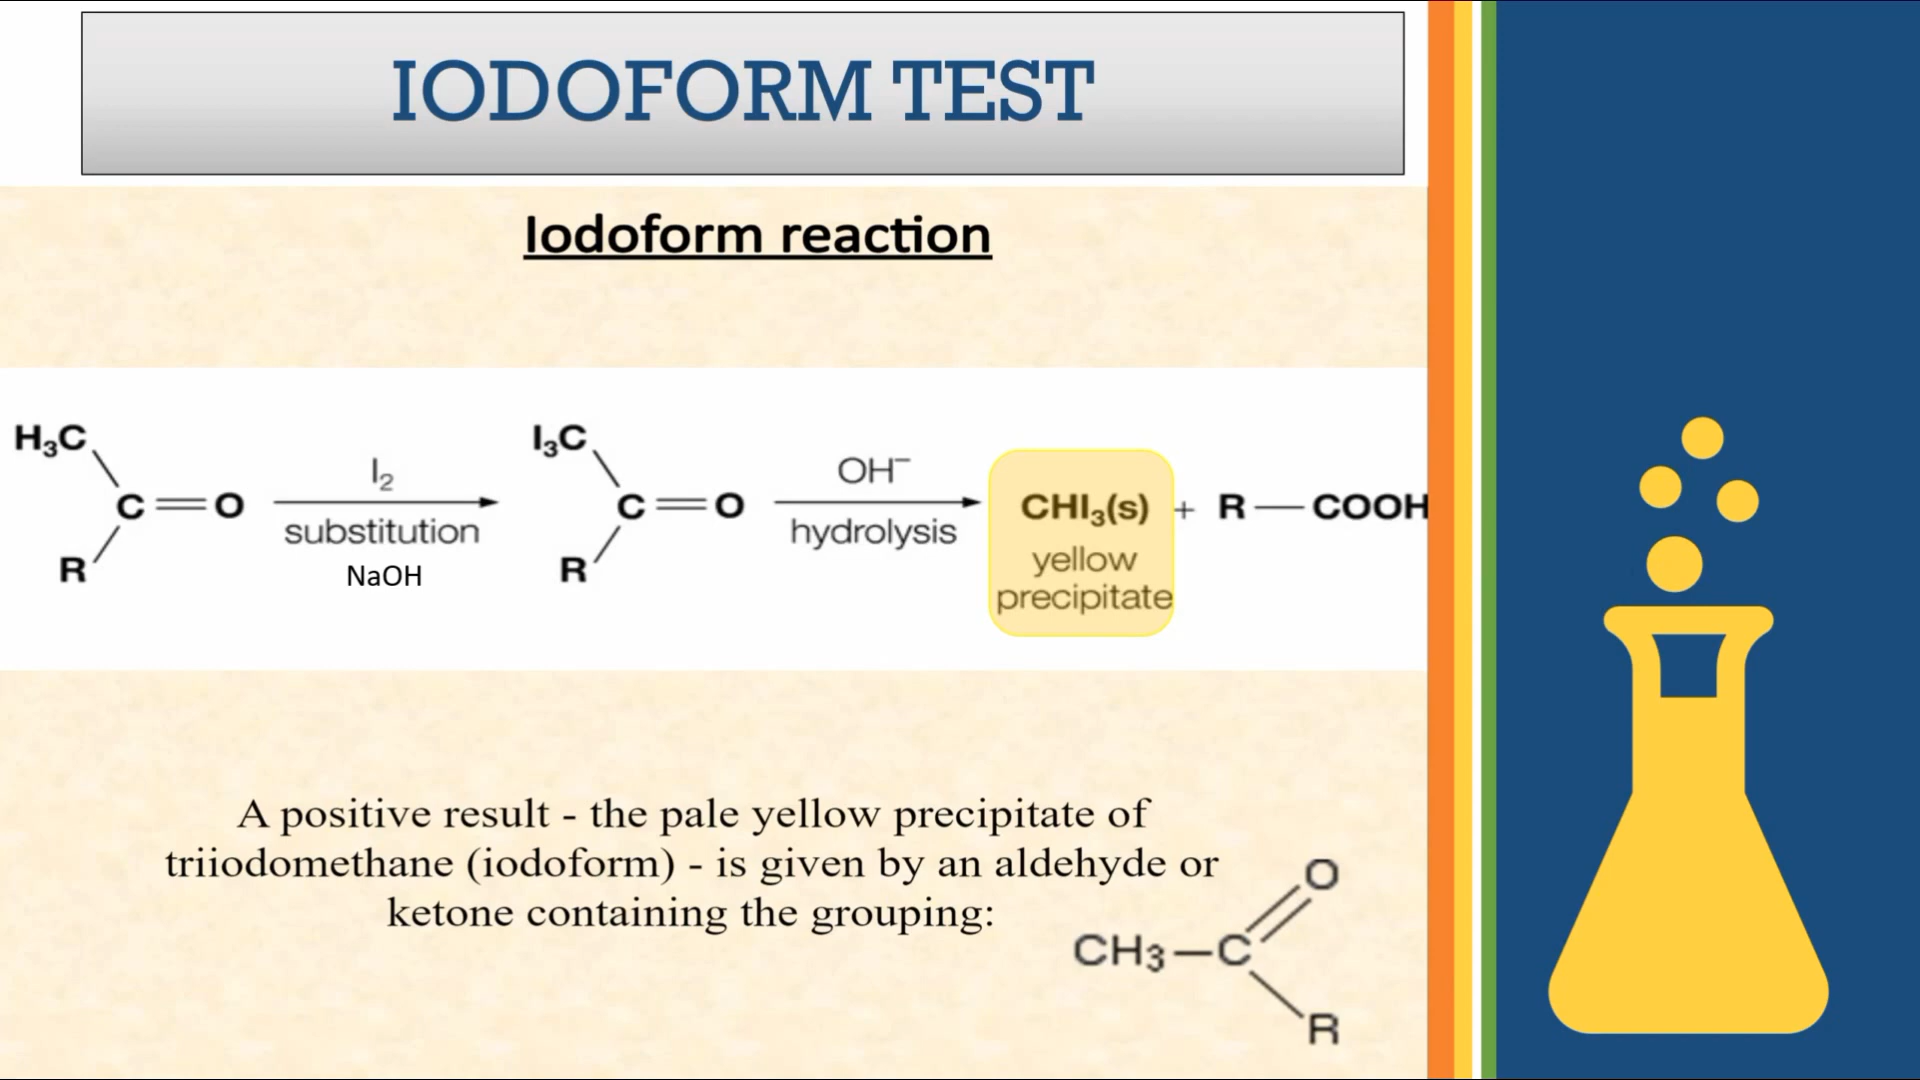 IODOFORM TEST
Iodoform reaction
H₃C
C=O
R
I₂
substitution
NaOH
I₃C
C=O
R
OH⁻
hydrolysis
CHI₃(s) + R—COOH
yellow
precipitate
A positive result - the pale yellow precipitate of
triiodomethane (iodoform) - is given by an aldehyde or
ketone containing the grouping:
O
CH₃—C
R